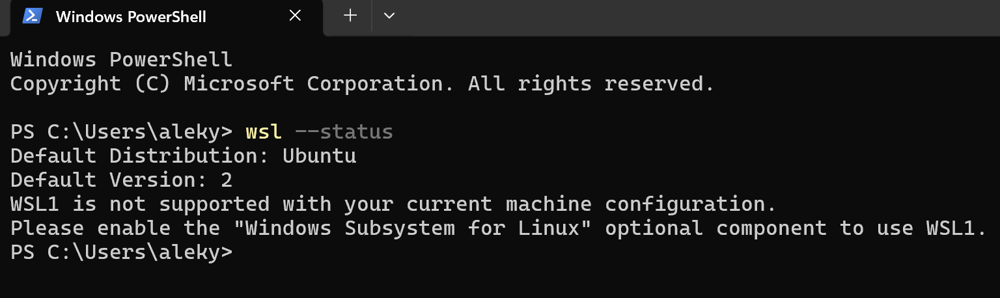 Windows PowerShell
Windows PowerShell
Copyright (C) Microsoft Corporation. All rights reserved.
PS C:\Users\aleky> wsl --status
Default Distribution: Ubuntu
Default Version: 2
WSL1 is not supported with your current machine configuration.
Please enable the "Windows Subsystem for Linux" optional component to use WSL1.
PS C:\Users\aleky>